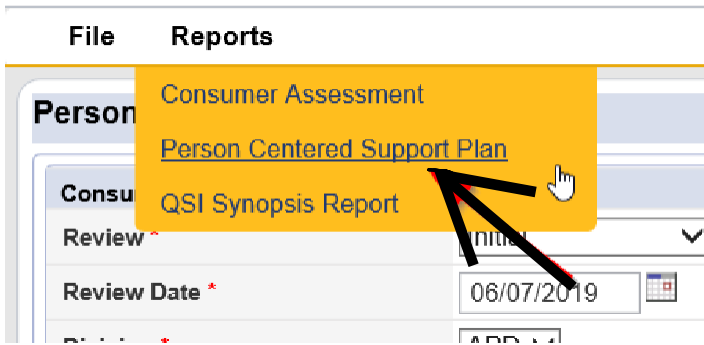 File Reports
Consumer Assessment
Person
Person Centered Support Plan
Consu
QSI Synopsis Report
Review * Initial
Review Date * 06/07/2019